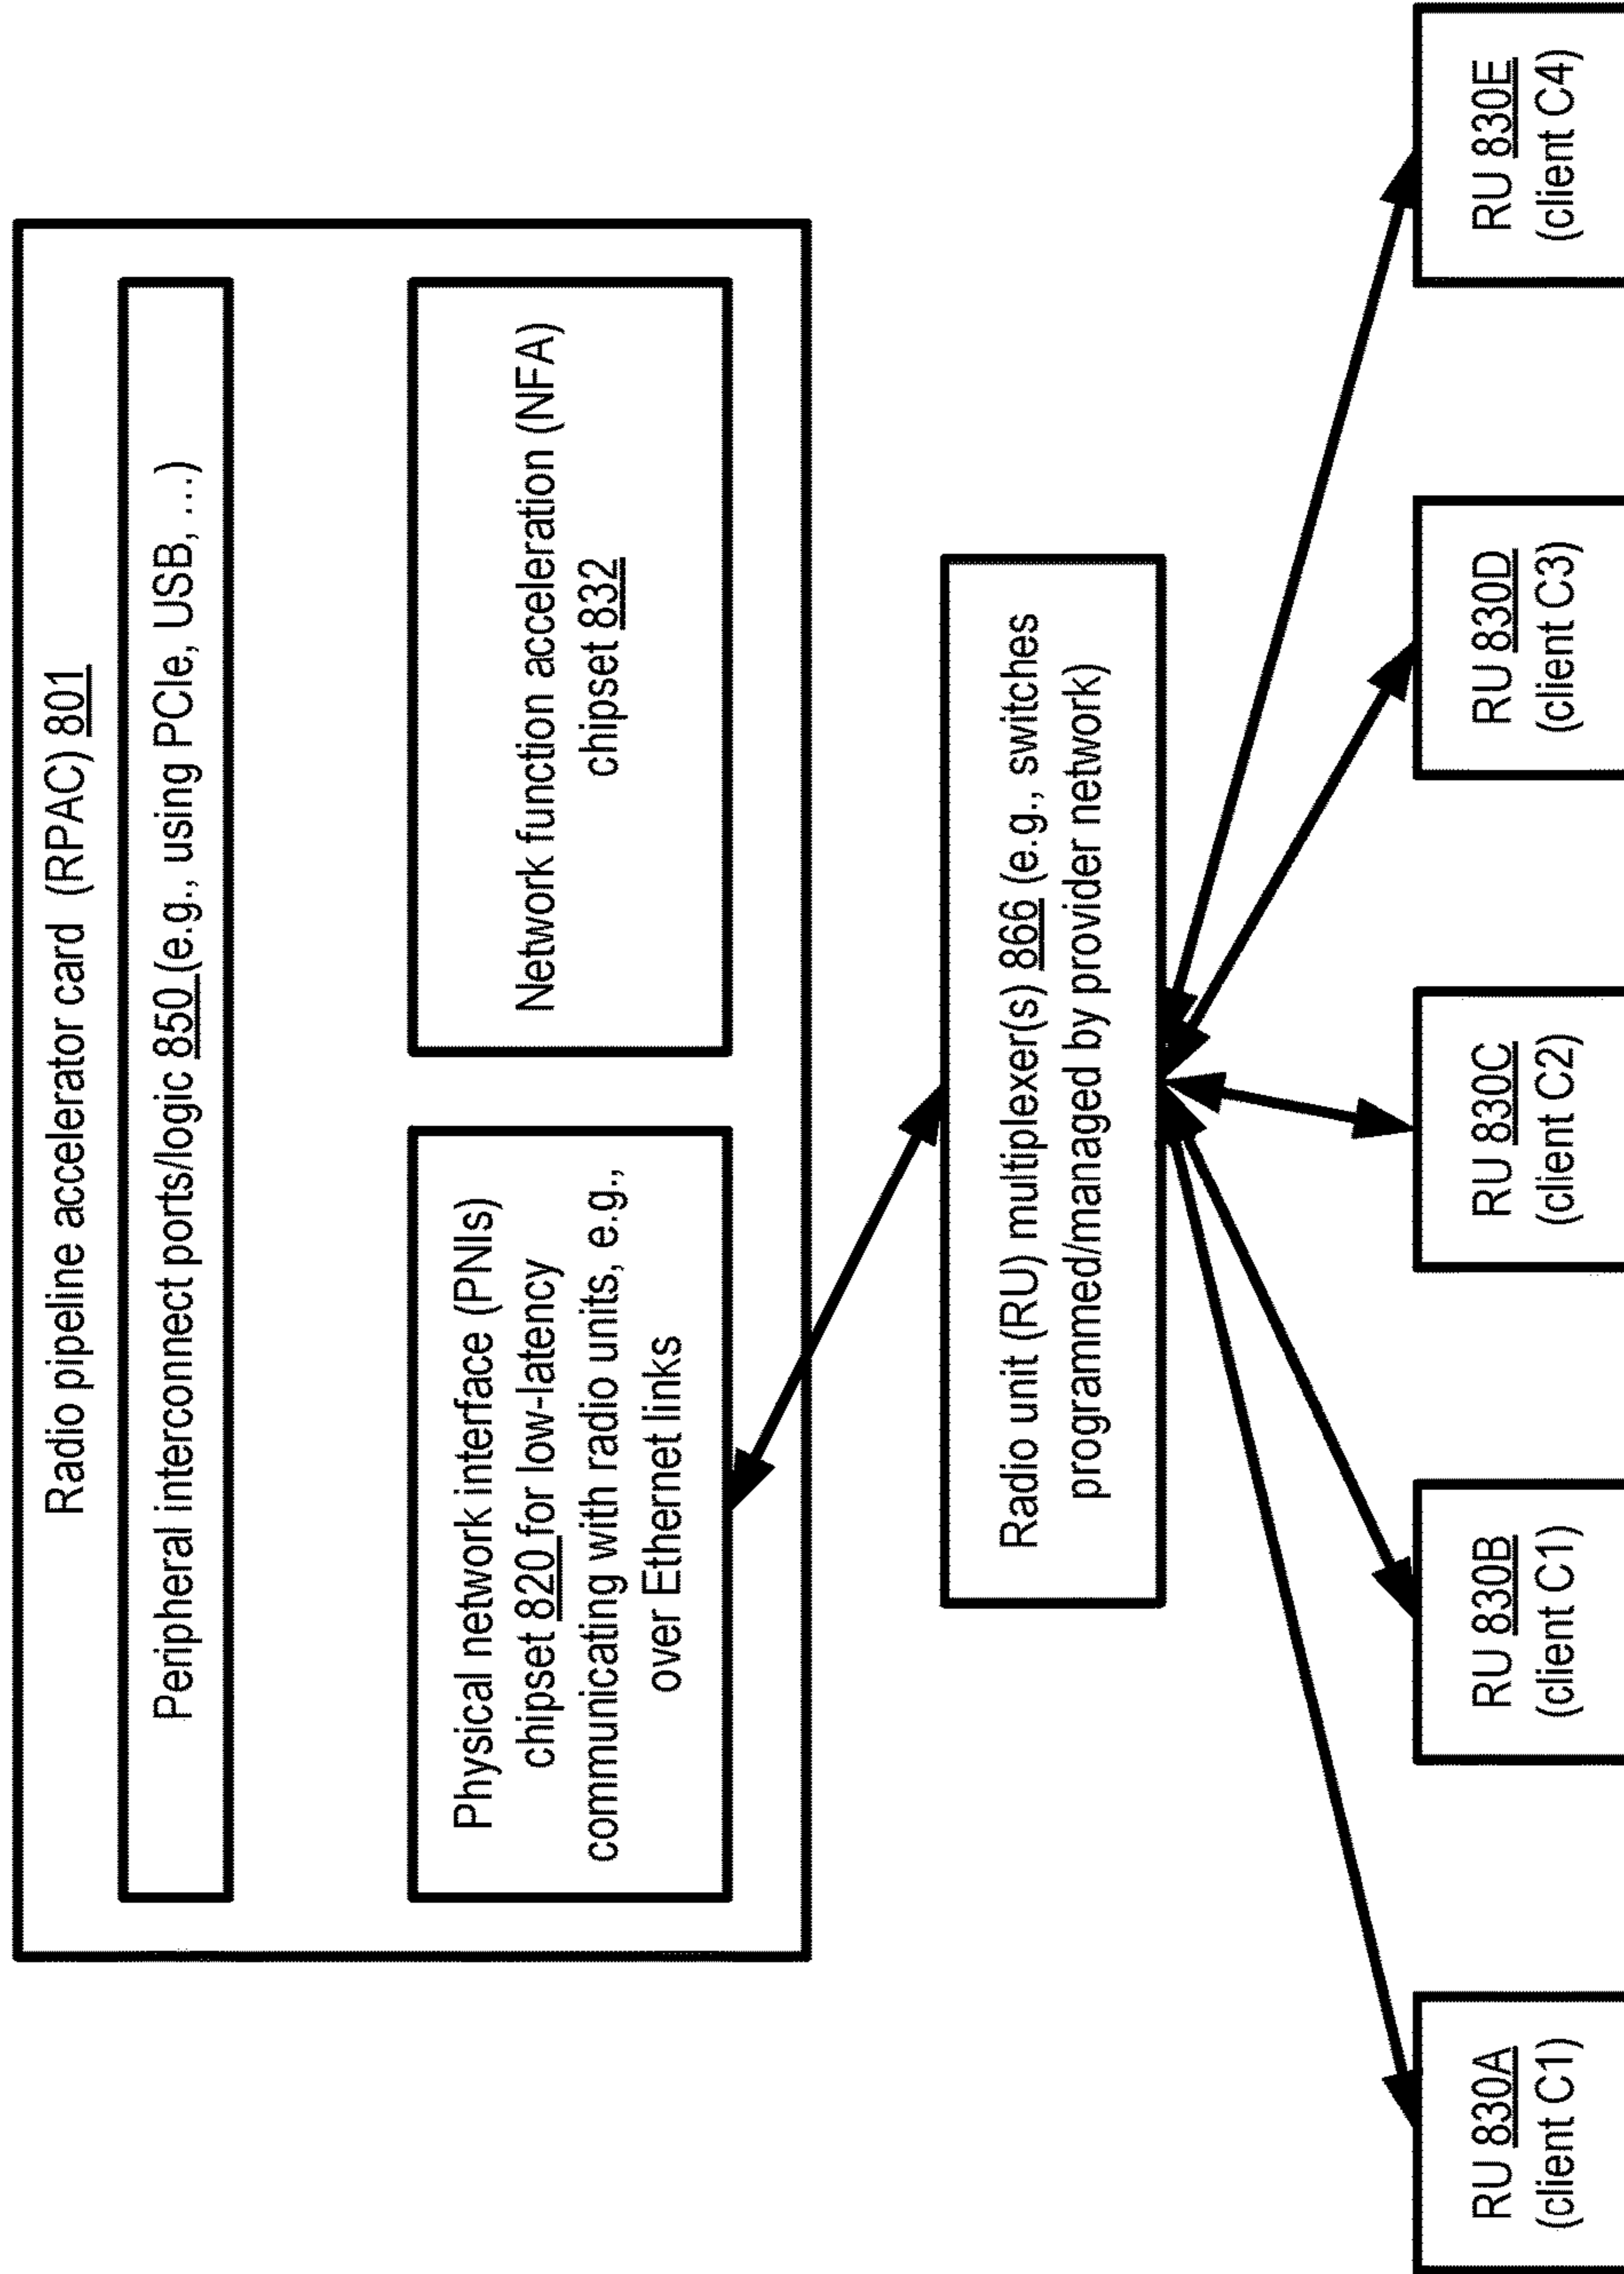 Radio pipeline accelerator card (RPAC) 801
Peripheral interconnect ports/logic 850 (e.g., using PCIe, USB, …)
Physical network interface (PNIs)
chipset 820 for low-latency
communicating with radio units, e.g.,
over Ethernet links
Network function acceleration (NFA)
chipset 832
Radio unit (RU) multiplexer(s) 866 (e.g., switches
programmed/managed by provider network)
RU 830A
(client C1)
RU 830B
(client C1)
RU 830C
(client C2)
RU 830D
(client C3)
RU 830E
(client C4)